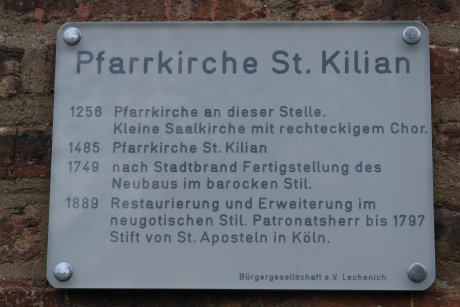 Pfarrkirche St. Kilian
1256 Pfarrkirche an dieser Stelle.
Kleine Saalkirche mit rechteckigem Chor.
1485 Pfarrkirche St. Kilian
1749 nach Stadtbrand Fertigstellung des
Neubaus im barocken Stil.
1889 Restaurierung und Erweiterung im
neugotischen Stil. Patronatsherr bis 1797
Stift von St. Aposteln in Köln.
Bürgergesellschaft e.V. Lechenich